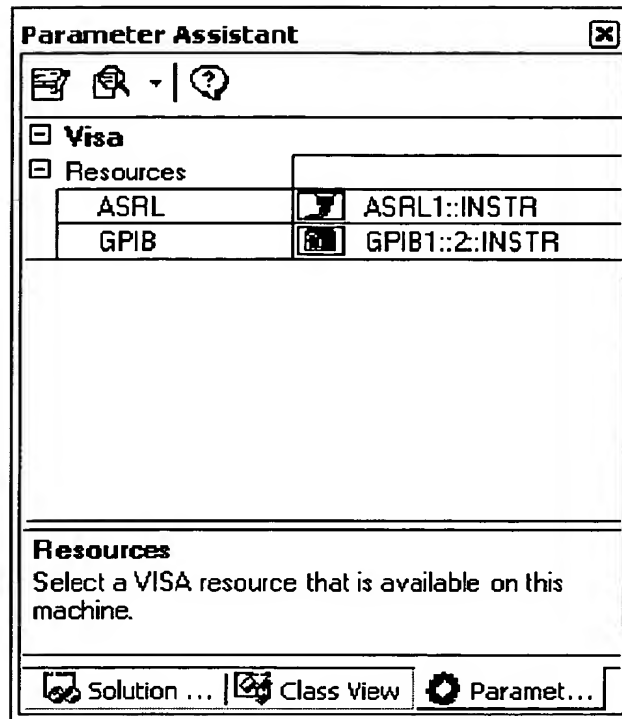 Parameter Assistant
Visa
Resources
ASRL ASRL1::INSTR
GPIB GPIB1::2::INSTR
Resources
Select a VISA resource that is available on this
machine.
Solution ... Class View Paramet...